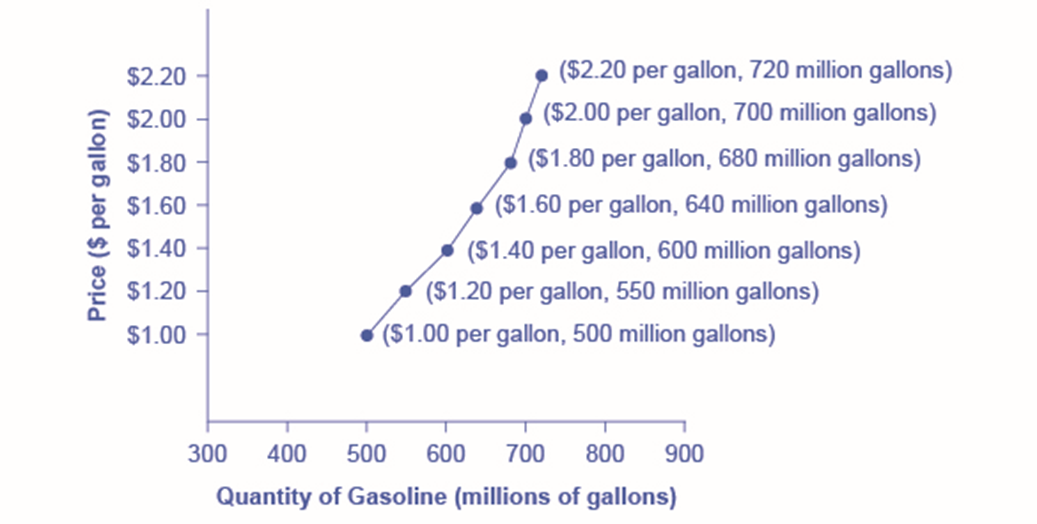 $2.20
($2.20 per gallon, 720 million gallons)
$2.00
($2.00 per gallon, 700 million gallons)
$1.80
($1.80 per gallon, 680 million gallons)
$1.60
($1.60 per gallon, 640 million gallons)
$1.40
($1.40 per gallon, 600 million gallons)
$1.20
($1.20 per gallon, 550 million gallons)
$1.00
($1.00 per gallon, 500 million gallons)
Price ($ per gallon)
300 400 500 600 700 800 900
Quantity of Gasoline (millions of gallons)